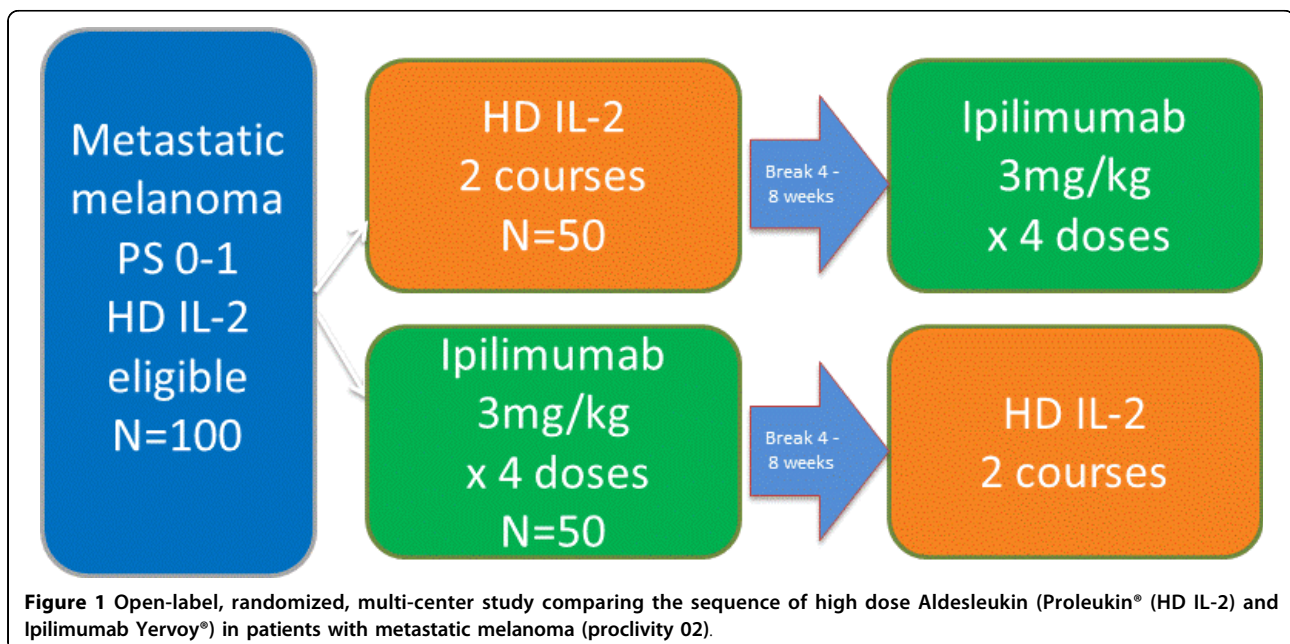 Metastatic
melanoma
PS 0-1
HD IL-2
eligible
N=100
HD IL-2
2 courses
N=50
Break 4 -
8 weeks
Ipilimumab
3mg/kg
x 4 doses
Ipilimumab
3mg/kg
x 4 doses
N=50
Break 4 -
8 weeks
HD IL-2
2 courses
Figure 1 Open-label, randomized, multi-center study comparing the sequence of high dose Aldesleukin (Proleukin® (HD IL-2) and
Ipilimumab Yervoy®) in patients with metastatic melanoma (proclivity 02).